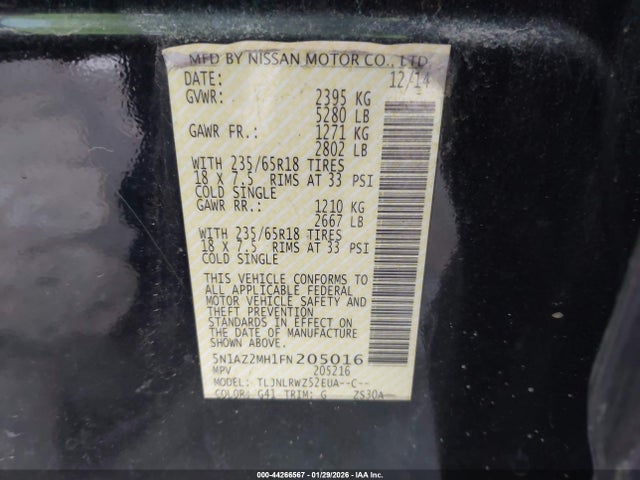 MFD BY NISSAN MOTOR CO., LTD.
DATE: 12/14
GVWR: 2395 KG
5280 LB
GAWR FR.: 1271 KG
2802 LB
WITH 235/65R18 TIRES
18 X 7.5 RIMS AT 33 PSI
COLD SINGLE
GAWR RR.: 1210 KG
2667 LB
WITH 235/65R18 TIRES
18 X 7.5 RIMS AT 33 PSI
COLD SINGLE
THIS VEHICLE CONFORMS TO
ALL APPLICABLE FEDERAL
MOTOR VEHICLE SAFETY AND
THEFT PREVENTION
STANDARDS IN EFFECT ON THE
DATE OF MANUFACTURE
SHOWN ABOVE.
5N1AZ2MH1FN205016
MPV 205216
MODEL: TLJNLRWZ52EUA--C--
COLOR: G41 TRIM: G ZS30A-
000-44266567 - 01/29/2026 - IAA Inc.